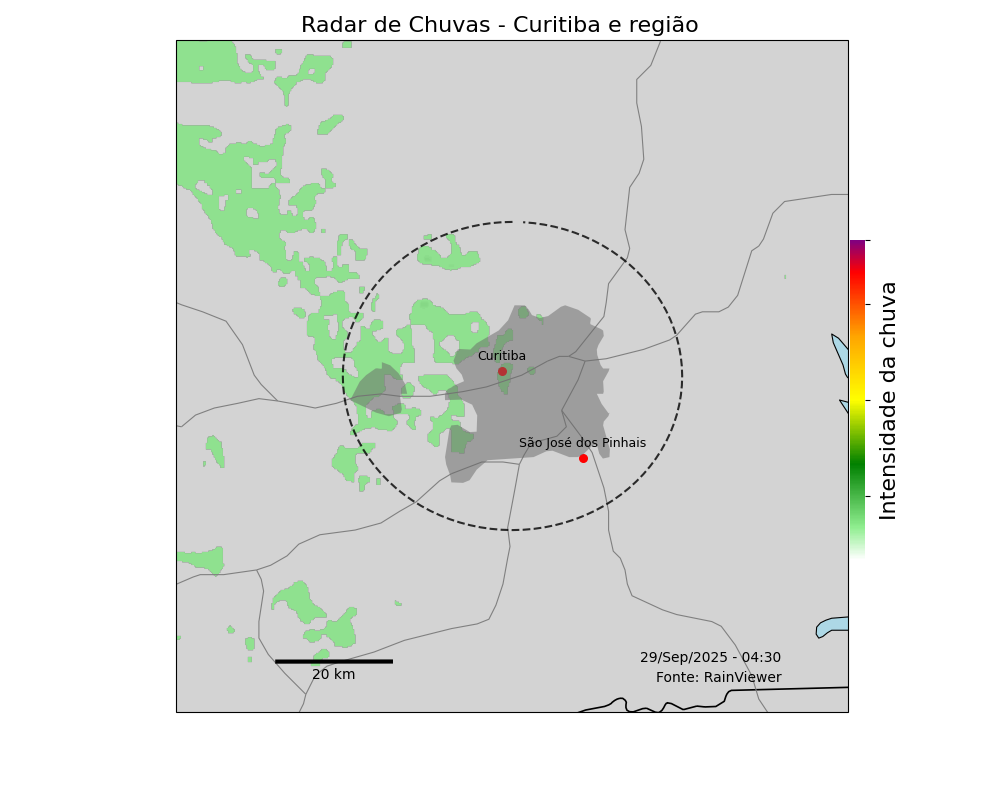 Radar de Chuvas - Curitiba e região
Curitiba
São José dos Pinhais
Intensidade da chuva
29/Sep/2025 - 04:30
Fonte: RainViewer
20 km